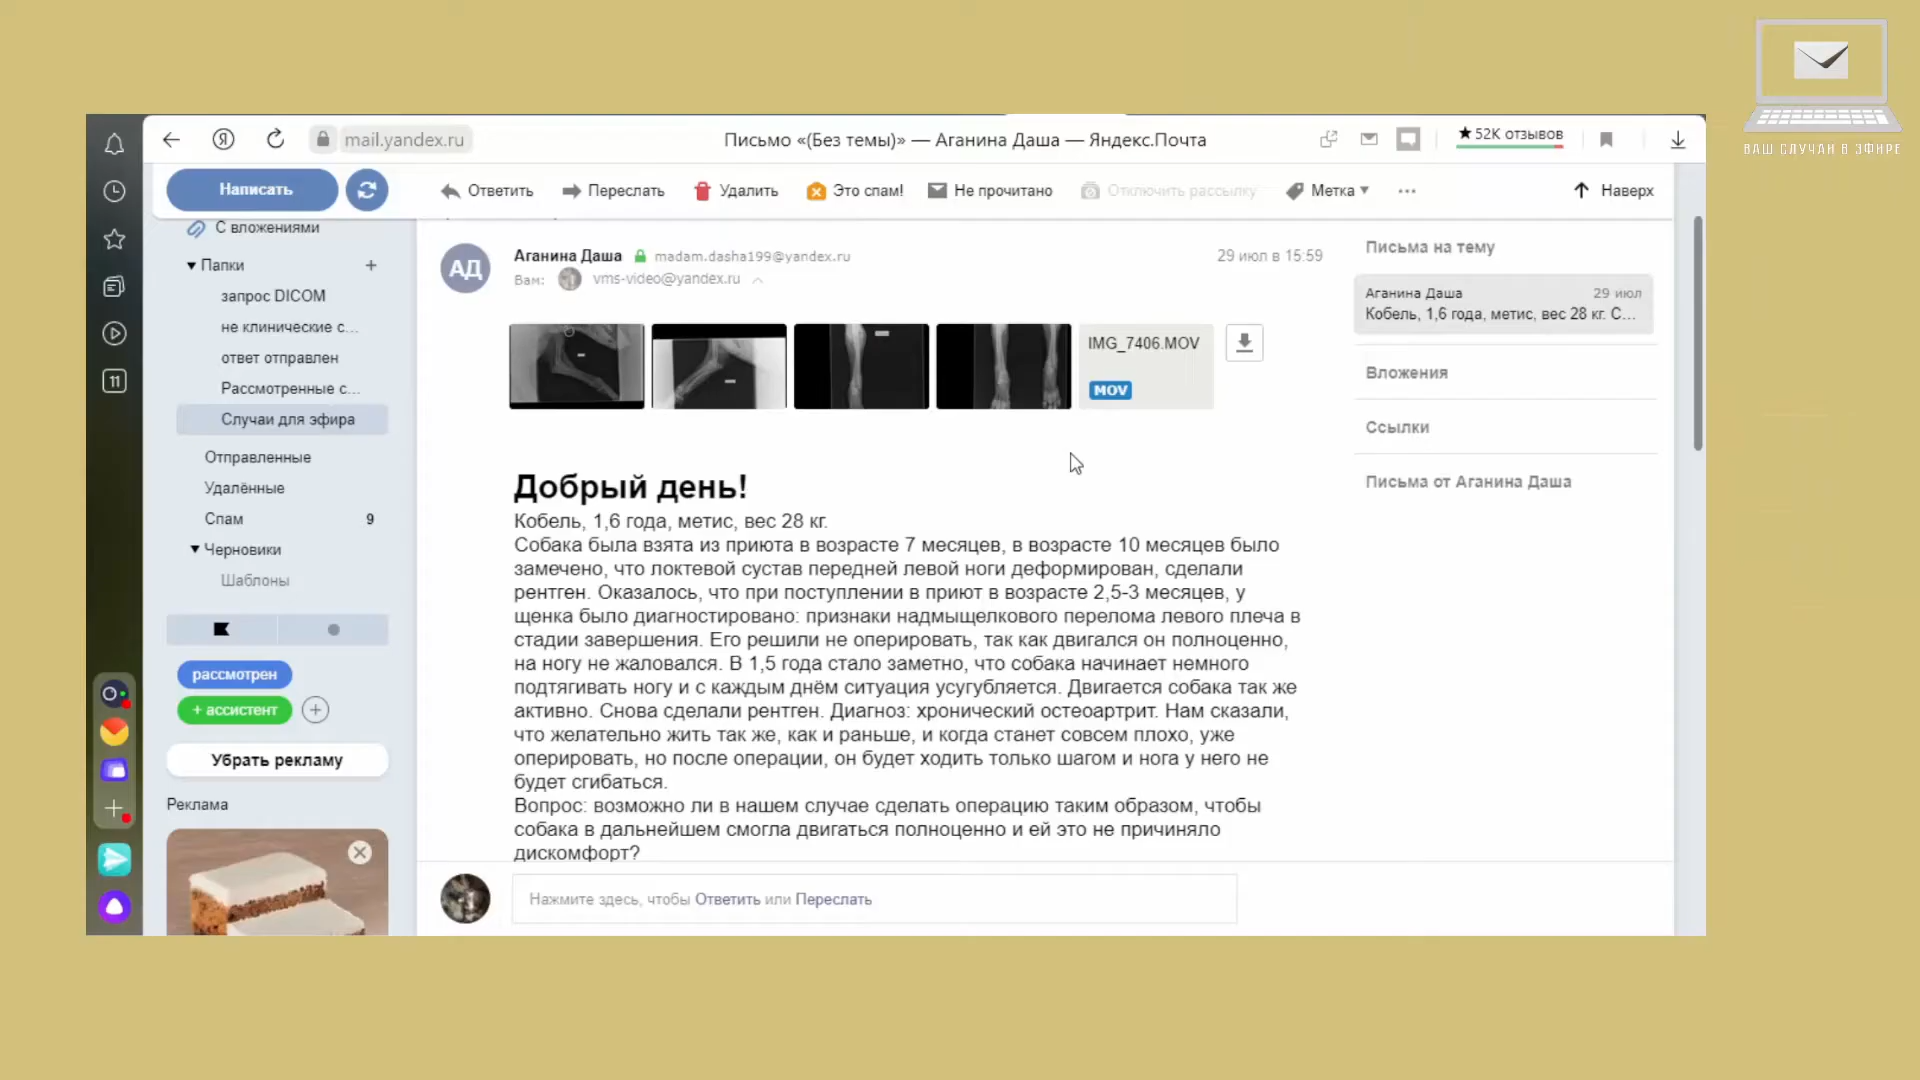 ВАШ СЛУЧАЙ В ЭФИРЕ
mail.yandex.ru
Письмо «(Без темы)» — Аганина Даша — Яндекс.Почта
★52K отзывов
Написать
Ответить
Переслать
Удалить
Это спам!
Не прочитано
Отключить рассылку
Метка
Наверх
С вложениями
Папки
запрос DICOM
не клинические с...
ответ отправлен
Рассмотренные с...
Случаи для эфира
Отправленные
Удалённые
Спам 9
Черновики
Шаблоны
рассмотрен
+ ассистент
Убрать рекламу
Реклама
11
АД
Аганина Даша madam.dasha199@yandex.ru
29 июл в 15:59
Вам: vms-video@yandex.ru
IMG_7406.MOV
MOV
Добрый день!
Кобель, 1,6 года, метис, вес 28 кг.
Собака была взята из приюта в возрасте 7 месяцев, в возрасте 10 месяцев было
замечено, что локтевой сустав передней левой ноги деформирован, сделали
рентген. Оказалось, что при поступлении в приют в возрасте 2,5-3 месяцев, у
щенка было диагностировано: признаки надмыщелкового перелома левого плеча в
стадии завершения. Его решили не оперировать, так как двигался он полноценно,
на ногу не жаловался. В 1,5 года стало заметно, что собака начинает немного
подтягивать ногу и с каждым днём ситуация усугубляется. Двигается собака так же
активно. Снова сделали рентген. Диагноз: хронический остеоартрит. Нам сказали,
что желательно жить так же, как и раньше, и когда станет совсем плохо, уже
оперировать, но после операции, он будет ходить только шагом и нога у него не
будет сгибаться.
Вопрос: возможно ли в нашем случае сделать операцию таким образом, чтобы
собака в дальнейшем смогла двигаться полноценно и ей это не причиняло
дискомфорт?
Нажмите здесь, чтобы Ответить или Переслать
Письма на тему
Аганина Даша 29 июл
Кобель, 1,6 года, метис, вес 28 кг. С...
Вложения
Ссылки
Письма от Аганина Даша